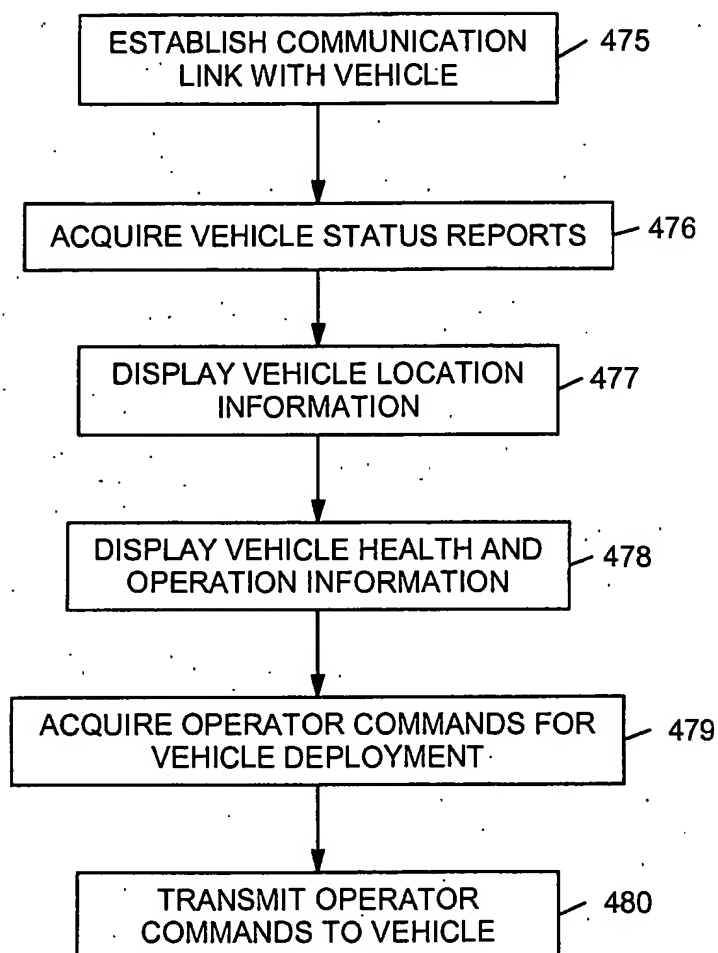 ESTABLISH COMMUNICATION
LINK WITH VEHICLE
475
ACQUIRE VEHICLE STATUS REPORTS
476
DISPLAY VEHICLE LOCATION
INFORMATION
477
DISPLAY VEHICLE HEALTH AND
OPERATION INFORMATION
478
ACQUIRE OPERATOR COMMANDS FOR
VEHICLE DEPLOYMENT
479
TRANSMIT OPERATOR
COMMANDS TO VEHICLE
480